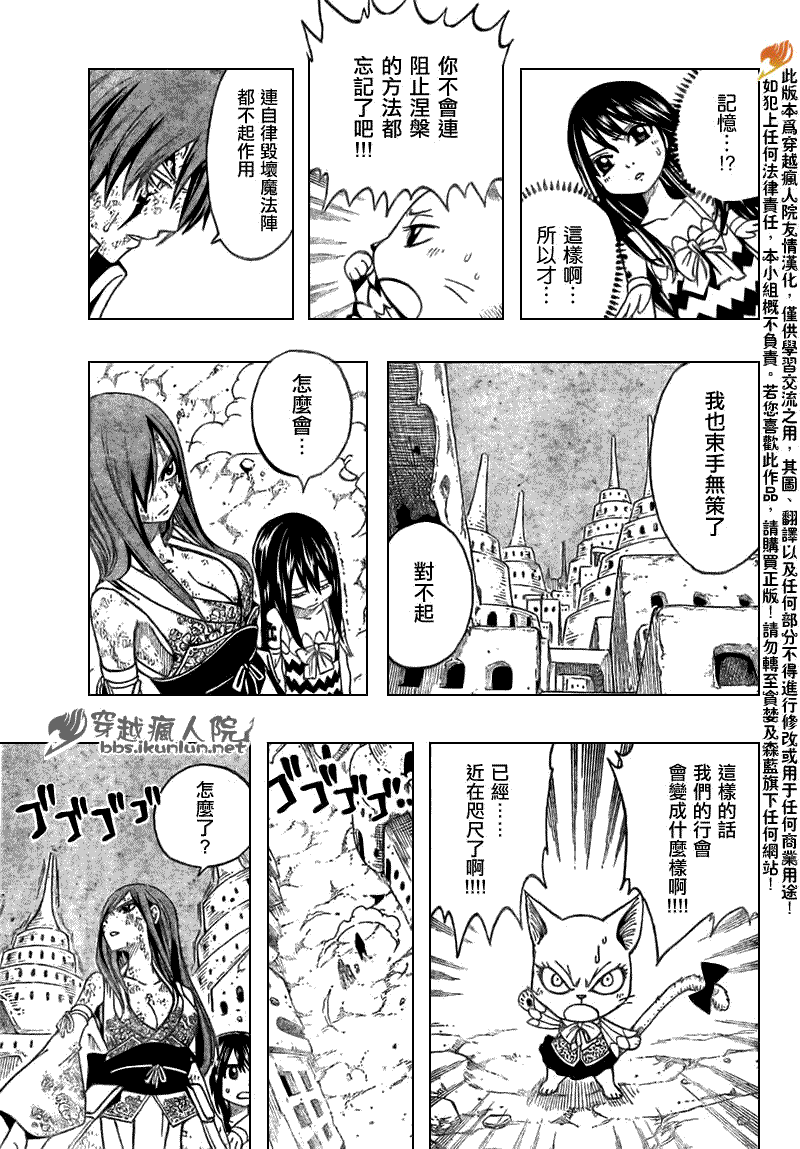 此版本爲穿越瘋人院友情漢化，僅供學習交流之用，其圖、翻譯以及任何部分不得進行修改或用于任何商業用途！
如犯上任何法律責任，本小組概不負責。若您喜歡此作品，請購買正版！請勿轉至貪婪及森藍旗下任何網站！
記憶…!?
這樣啊…
所以才…
你不會連
阻止涅槃
的方法都
忘記了吧!!!
連自律毀壞魔法陣
都不起作用
我也束手無策了
對不起
怎麼會…
穿越瘋人院
bbs.ikunlun.net
這樣的話
我們的行會
會變成什麼樣啊!!!!
已經……
近在咫尺了啊!!!!
ゴゴゴゴ!!
怎麼了？
ゴゴゴゴ